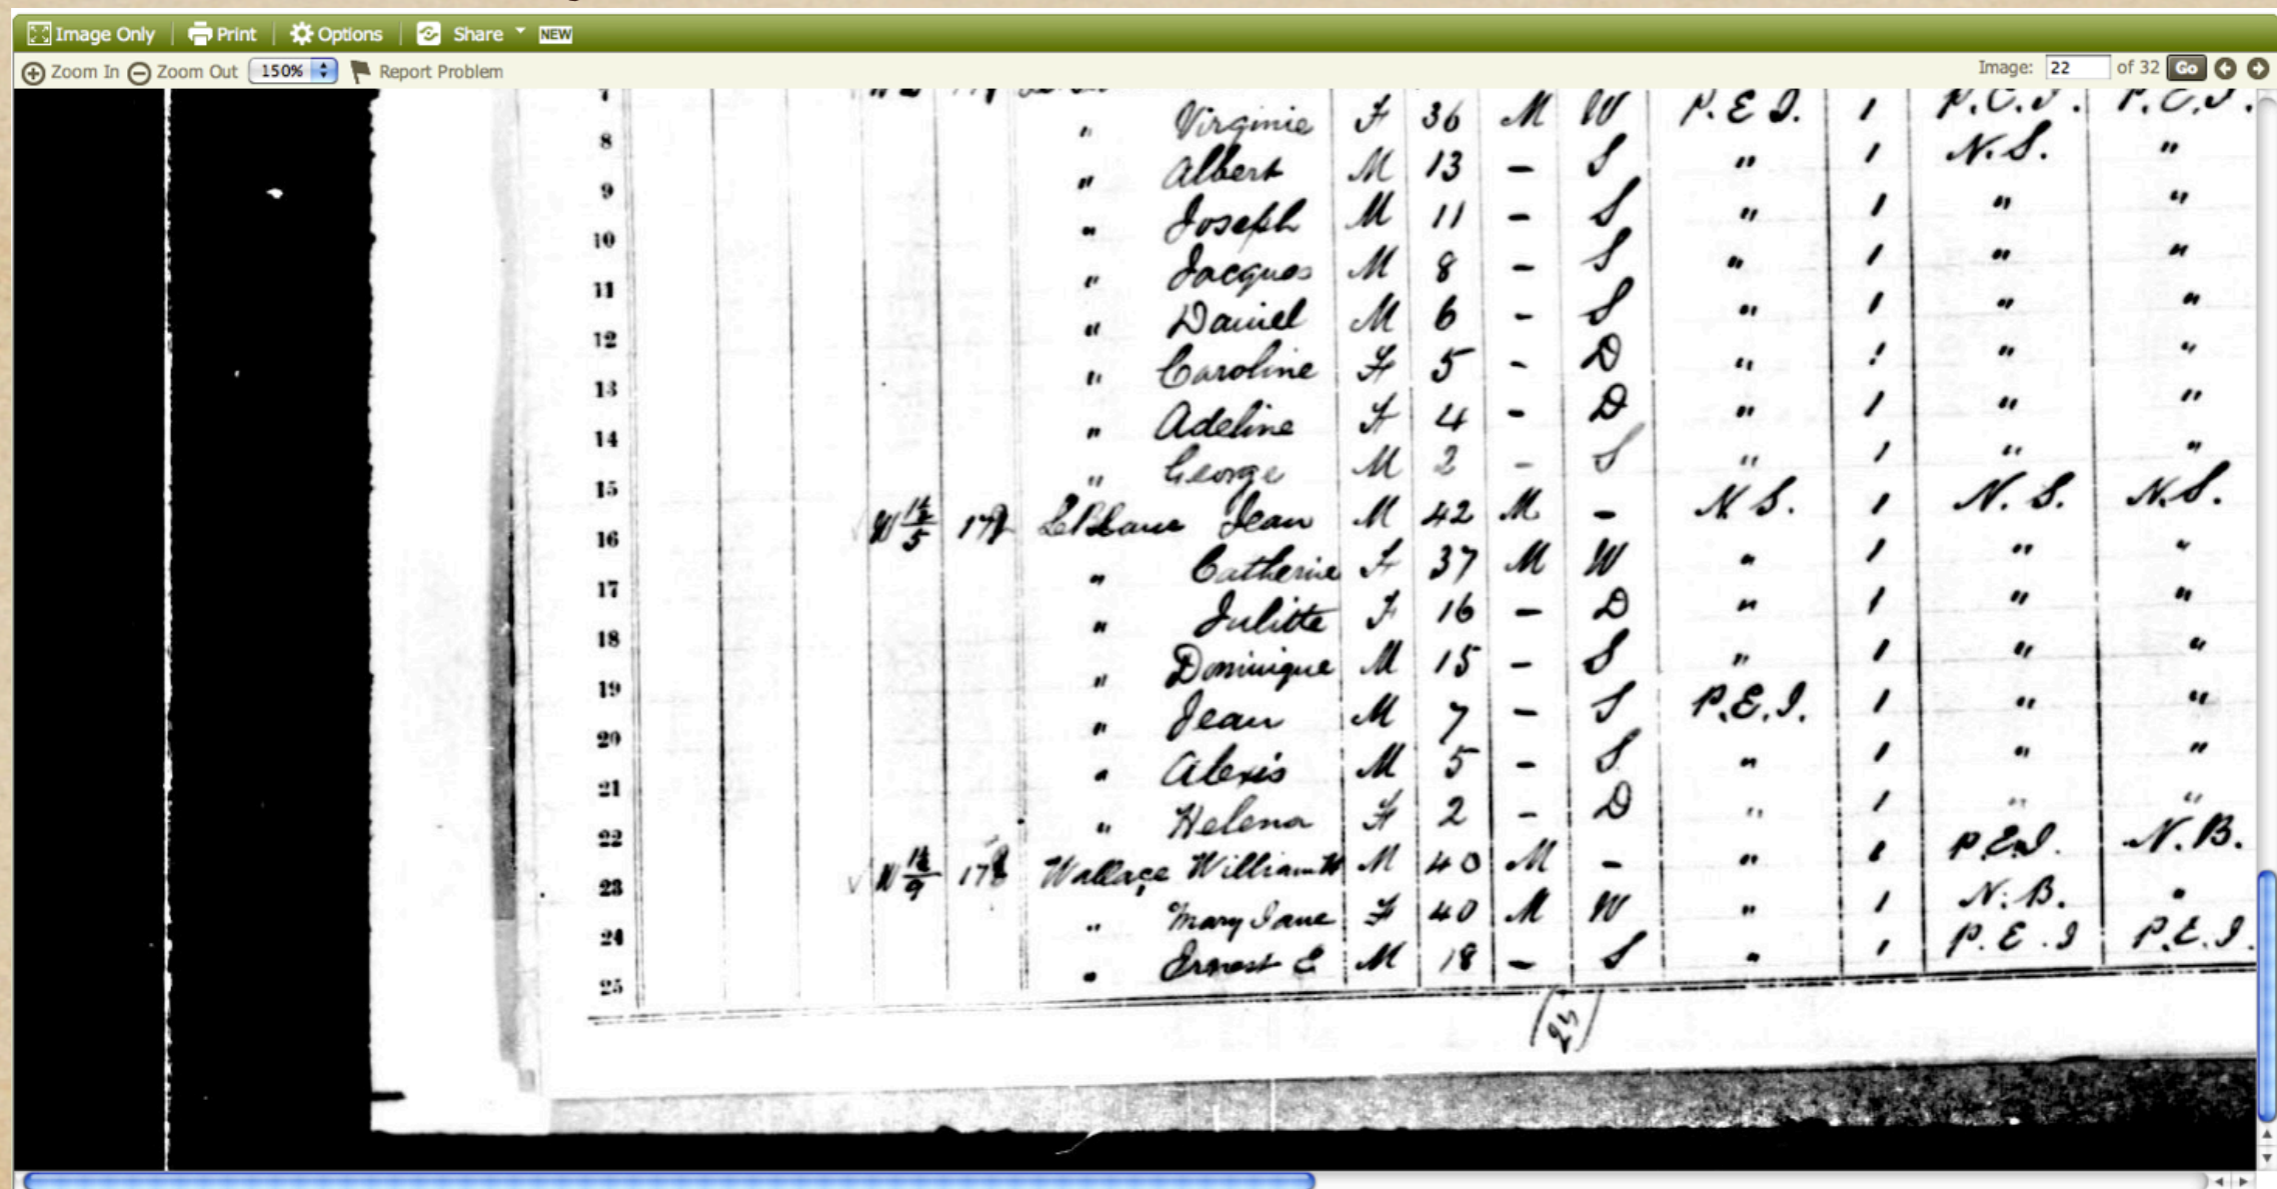 Image Only Print Options Share NEW
Zoom In Zoom Out 150% Report Problem Image: 22 of 32 Go
7
8 " Virginie F 36 M W P.E.I. 1 P.E.I. P.E.I.
9 " Albert M 13 - S " 1 N.S. "
10 " Joseph M 11 - S " 1 " "
11 " Jacques M 8 - S " 1 " "
12 " Daniel M 6 - S " 1 " "
13 " Caroline F 5 - D " 1 " "
14 " Adeline F 4 - D " 1 " "
15 " George M 2 - S " 1 " "
16 LeBlanc Jean M 42 M - N.S. 1 N.S. N.S.
17 " Catherine F 37 M W " 1 " "
18 " Julitte F 16 - D " 1 " "
19 " Dominique M 15 - S " 1 " "
20 " Jean M 7 - S P.E.I. 1 " "
21 " Alexis M 5 - S " 1 " "
22 " Helena F 2 - D " 1 " "
23 Wallace William H M 40 M - " 1 P.E.I. N.B.
24 " Mary Jane F 40 M W " 1 N.B. "
25 " Ernest E M 18 - S " 1 P.E.I P.E.I.